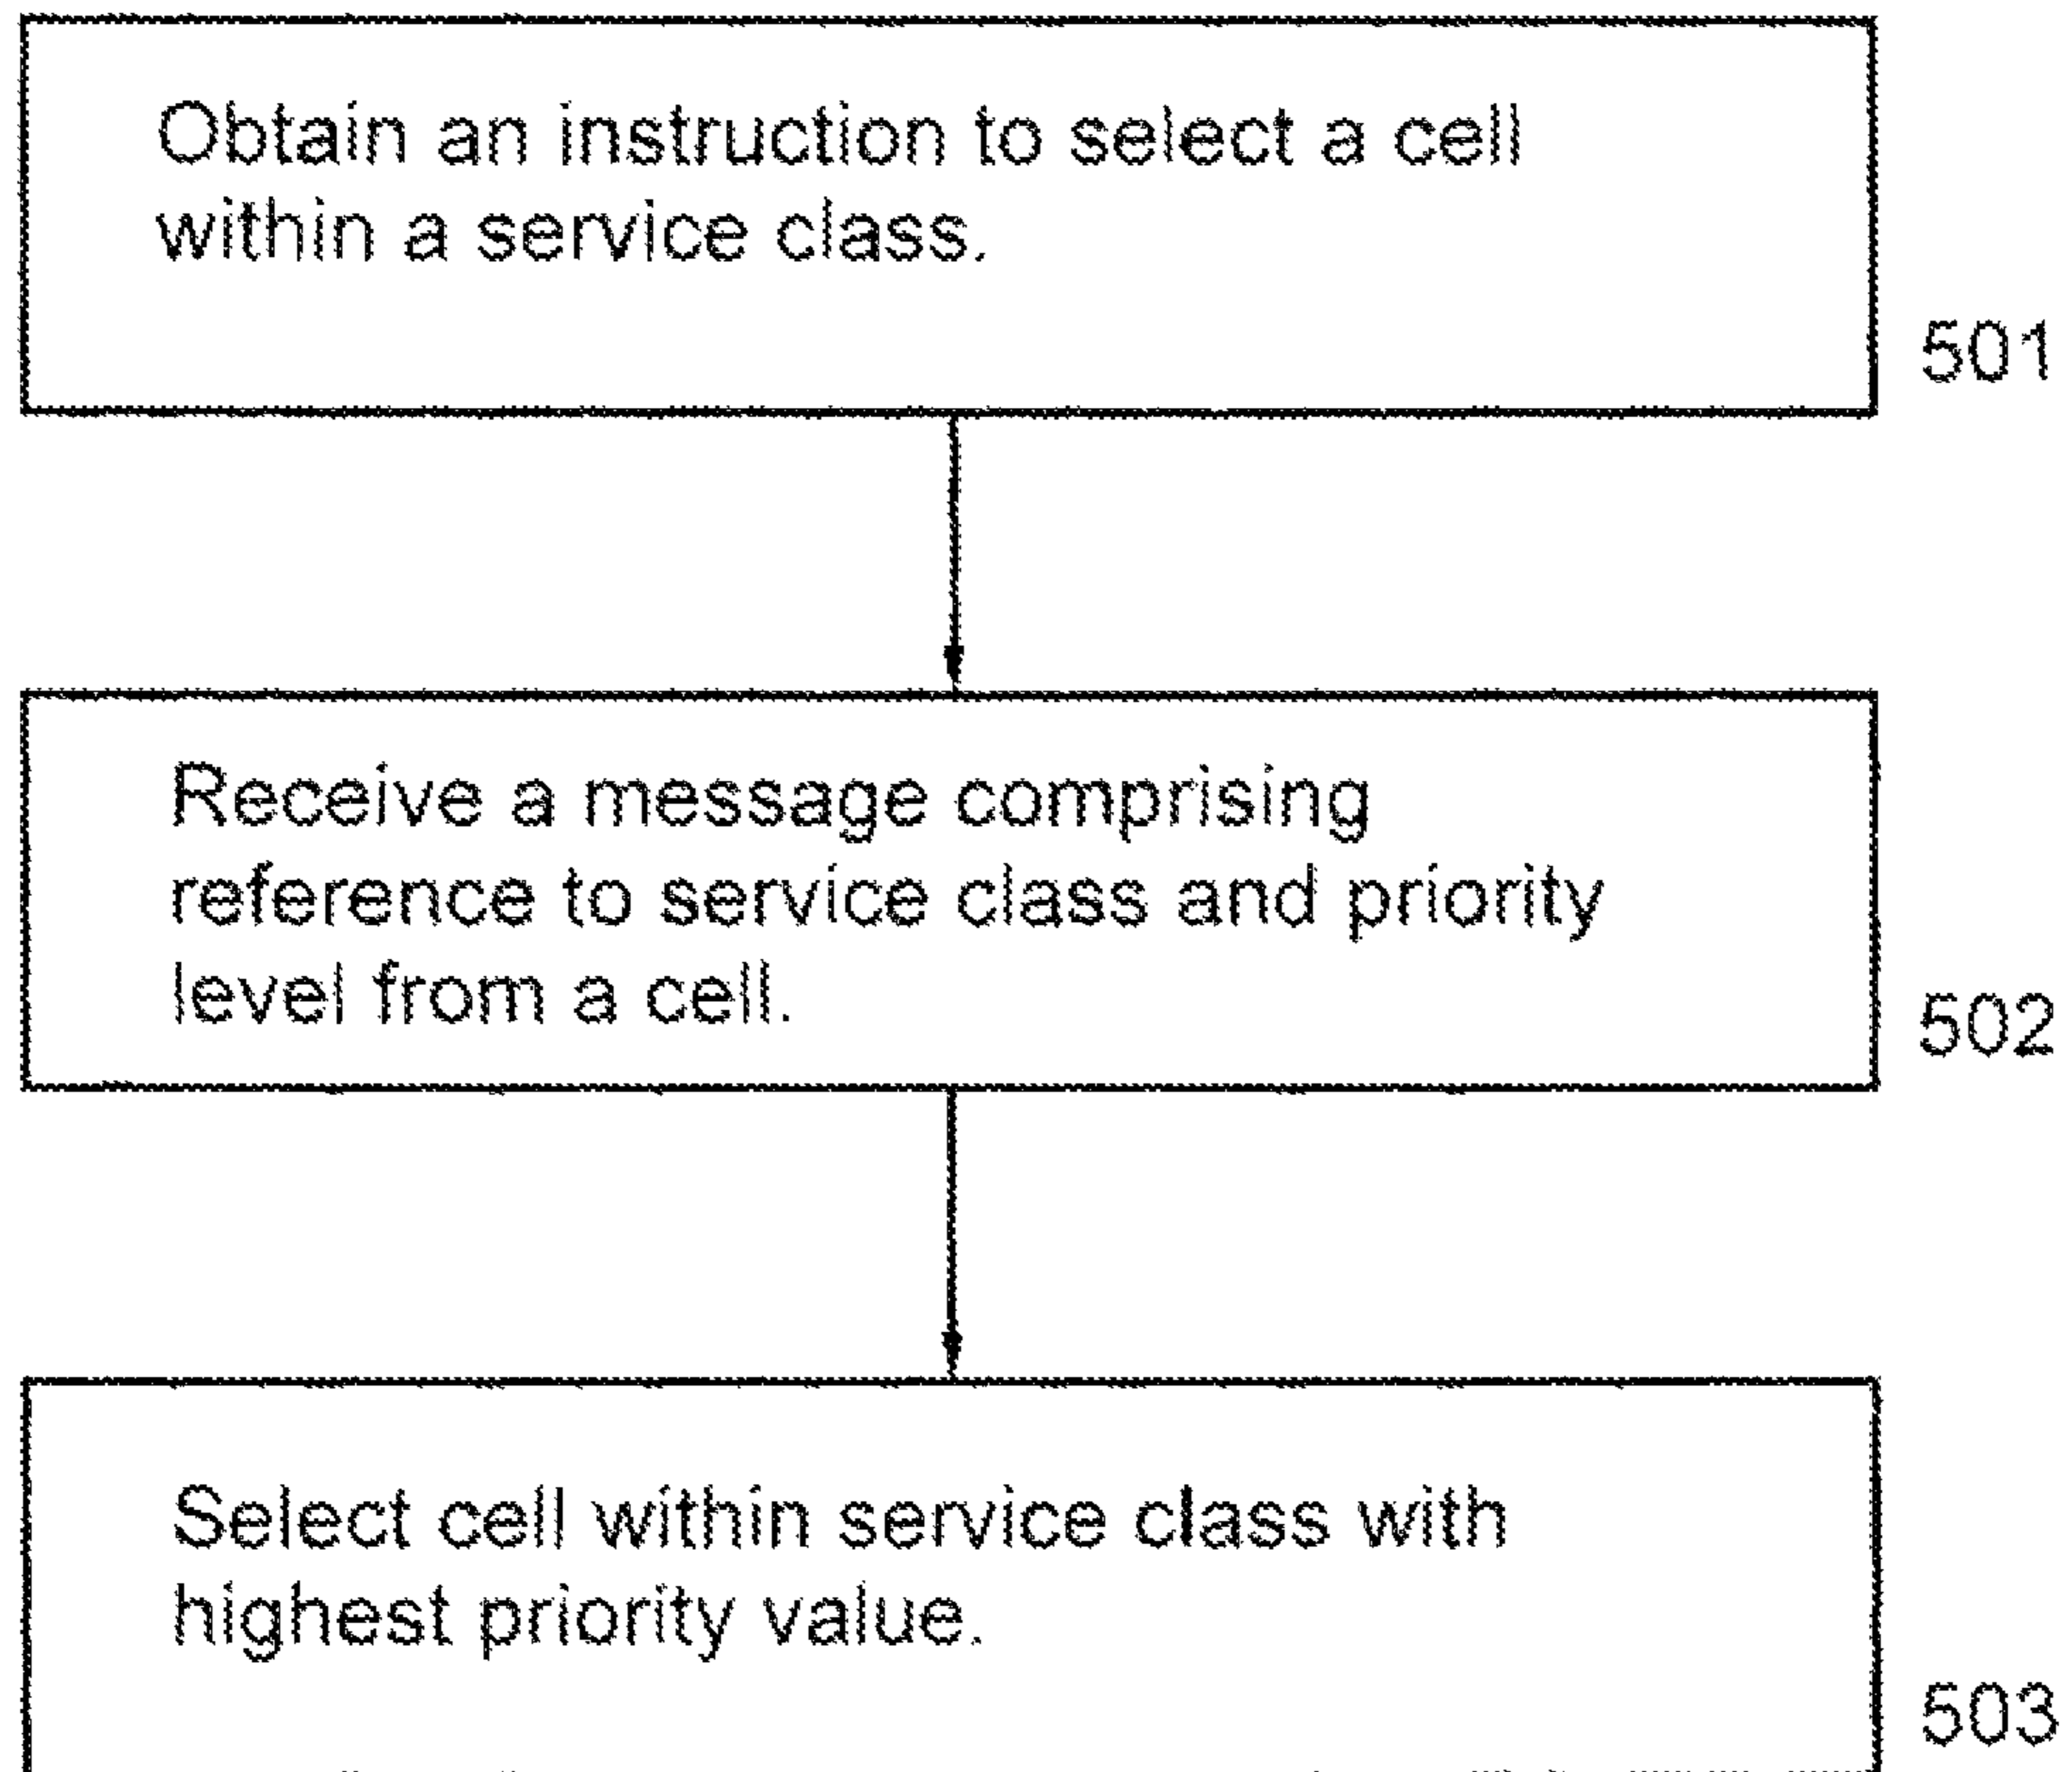 Obtain an instruction to select a cell
within a service class.
501
Receive a message comprising
reference to service class and priority
level from a cell.
502
Select cell within service class with
highest priority value.
503